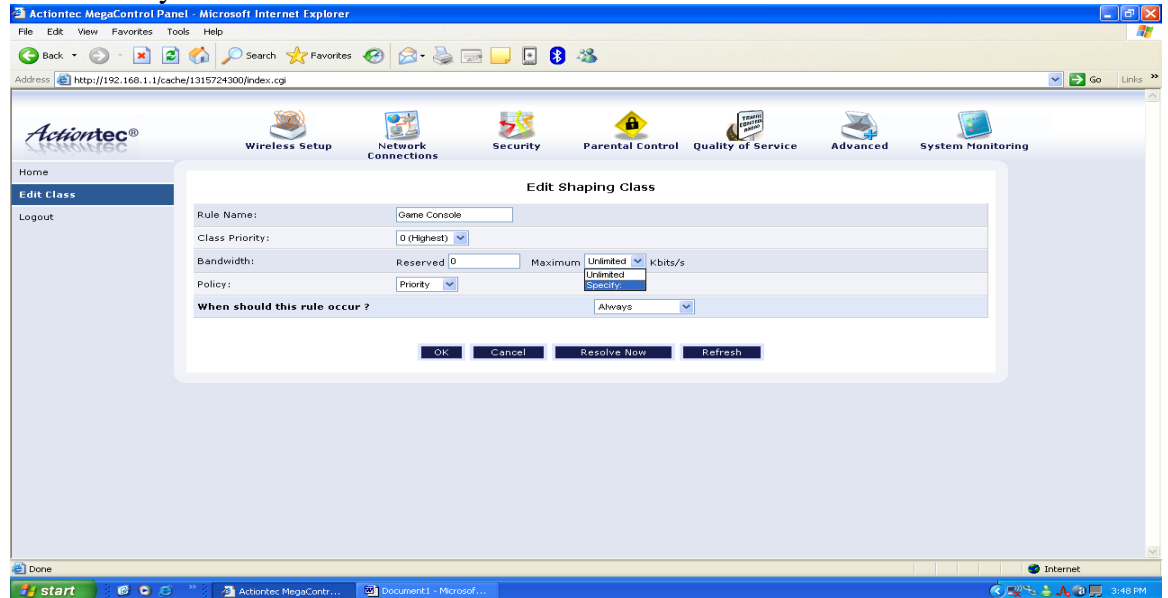 Actiontec MegaControl Panel - Microsoft Internet Explorer
File Edit View Favorites Tools Help
Back Search Favorites
Address http://192.168.1.1/cache/1315724300/index.cgi Go Links »
Actiontec®
Wireless Setup
Network Connections
Security
Parental Control
TRAFFIC CONTROL AHEAD
Quality of Service
Advanced
System Monitoring
Home
Edit Class
Logout
Edit Shaping Class
Rule Name: Game Console
Class Priority: 0 (Highest)
Bandwidth: Reserved 0 Maximum Unlimited Kbits/s
Unlimited
Specify:
Policy: Priority
When should this rule occur ? Always
OK Cancel Resolve Now Refresh
Done Internet
start » Actiontec MegaContr... Document1 - Microsof... 3:48 PM